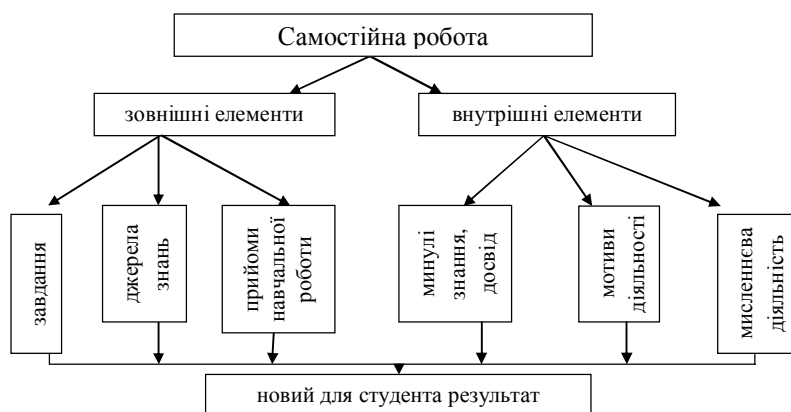 Самостійна робота
зовнішні елементи
внутрішні елементи
завдання
джерела
знань
прийоми
навчальної
роботи
минулі
знання,
досвід
мотиви
діяльності
мисленнєва
діяльність
новий для студента результат